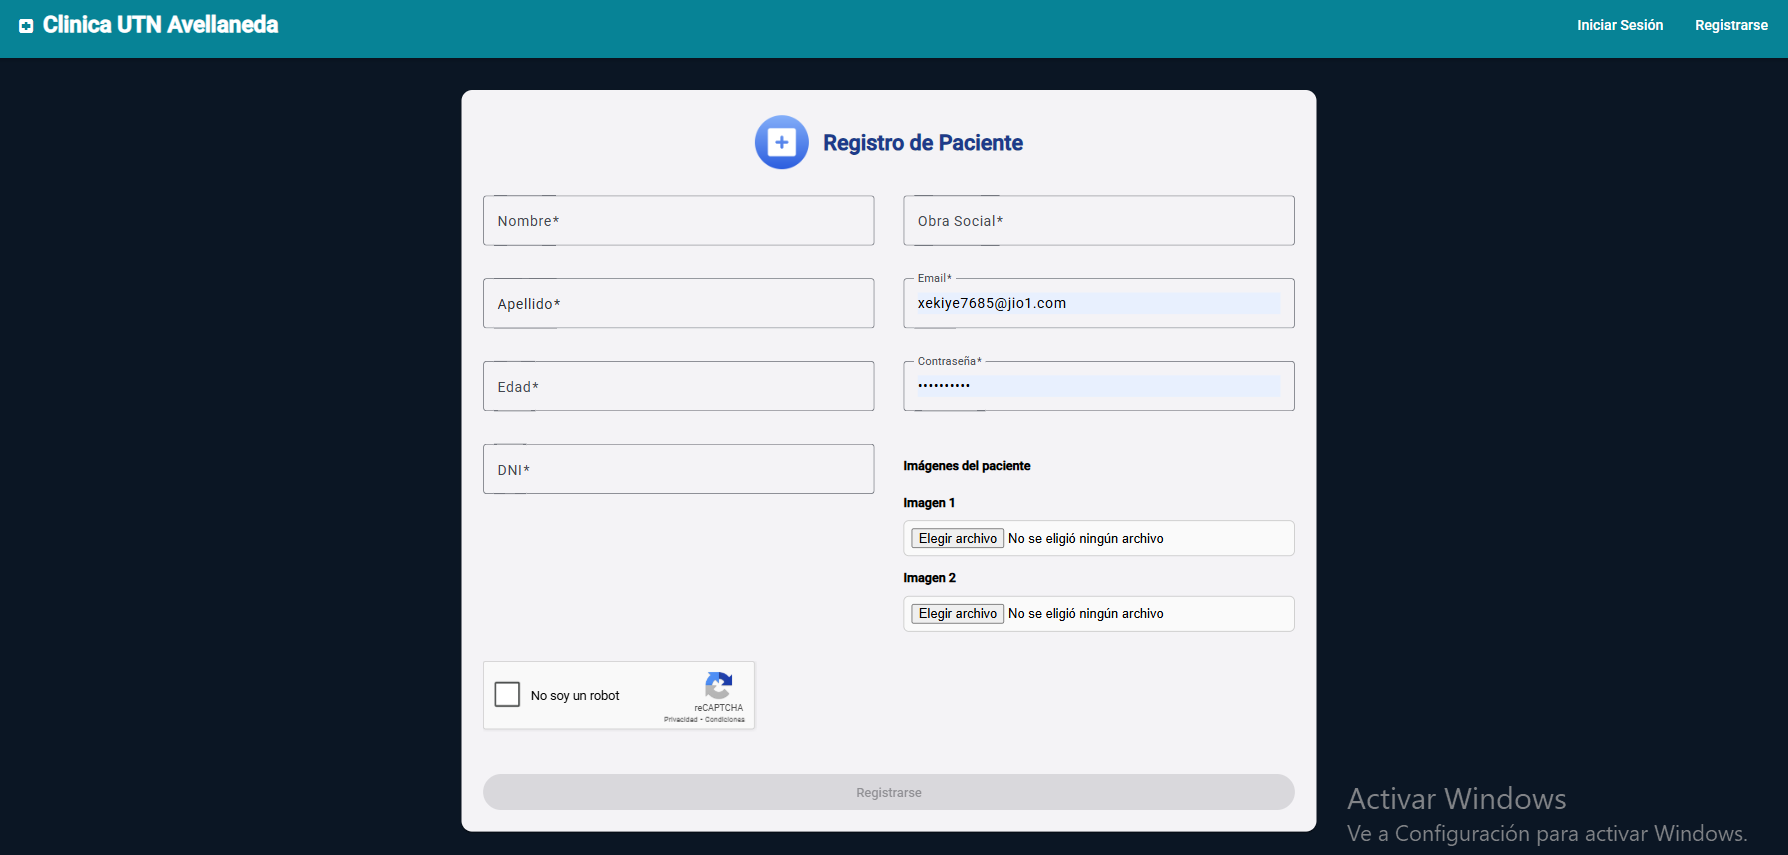 Clinica UTN Avellaneda
Iniciar Sesión
Registrarse
Registro de Paciente
Nombre*
Apellido*
Edad*
DNI*
Obra Social*
Email*
xekiye7685@jio1.com
Contraseña*
••••••••••
Imágenes del paciente
Imagen 1
Elegir archivo No se eligió ningún archivo
Imagen 2
Elegir archivo No se eligió ningún archivo
No soy un robot
reCAPTCHA
Privacidad - Condiciones
Registrarse
Activar Windows
Ve a Configuración para activar Windows.